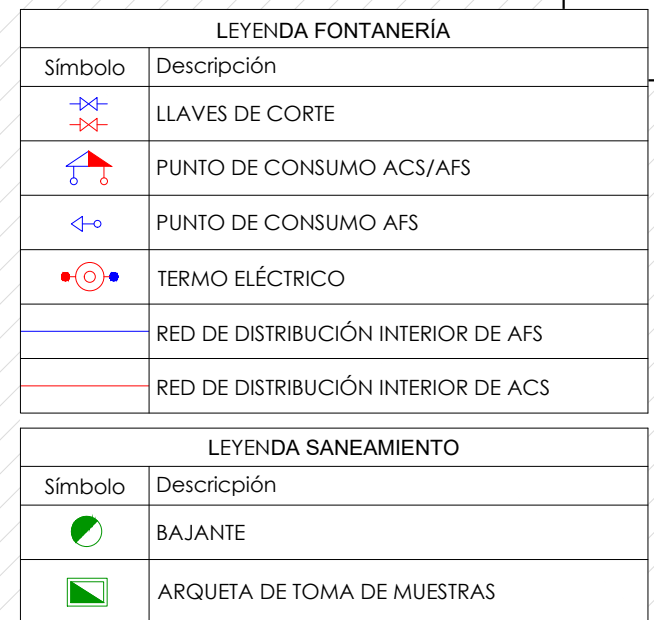 LEYENDA FONTANERÍA
Símbolo Descripción
LLAVES DE CORTE
PUNTO DE CONSUMO ACS/AFS
PUNTO DE CONSUMO AFS
TERMO ELÉCTRICO
RED DE DISTRIBUCIÓN INTERIOR DE AFS
RED DE DISTRIBUCIÓN INTERIOR DE ACS
LEYENDA SANEAMIENTO
Símbolo Descricpión
BAJANTE
ARQUETA DE TOMA DE MUESTRAS